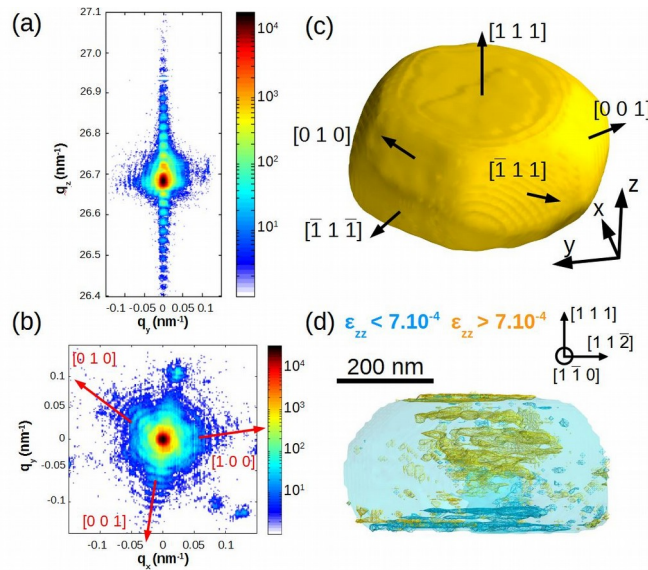 (a)
27.1
27.0
26.9
26.8
26.7
26.6
26.5
26.4
q_z (nm⁻¹)
-0.1 -0.05 0 0.05 0.1
q_y (nm⁻¹)
10⁴
10³
10²
10¹
(b)
[0 1 0]
[1 0 0]
[0 0 1]
0.1
0.05
0
-0.05
-0.1
q_y (nm⁻¹)
-0.1 -0.05 0 0.05 0.1
q_x (nm⁻¹)
10⁴
10³
10²
10¹
(c)
[1 1 1]
[0 1 0]
[0 0 1]
[1̅ 1 1]
[1̅ 1 1̅]
z
x
y
ε_zz < 7.10⁻⁴ ε_zz > 7.10⁻⁴
(d)
200 nm
[1 1 1]
[1 1 2̅]
[1 1̅ 0]